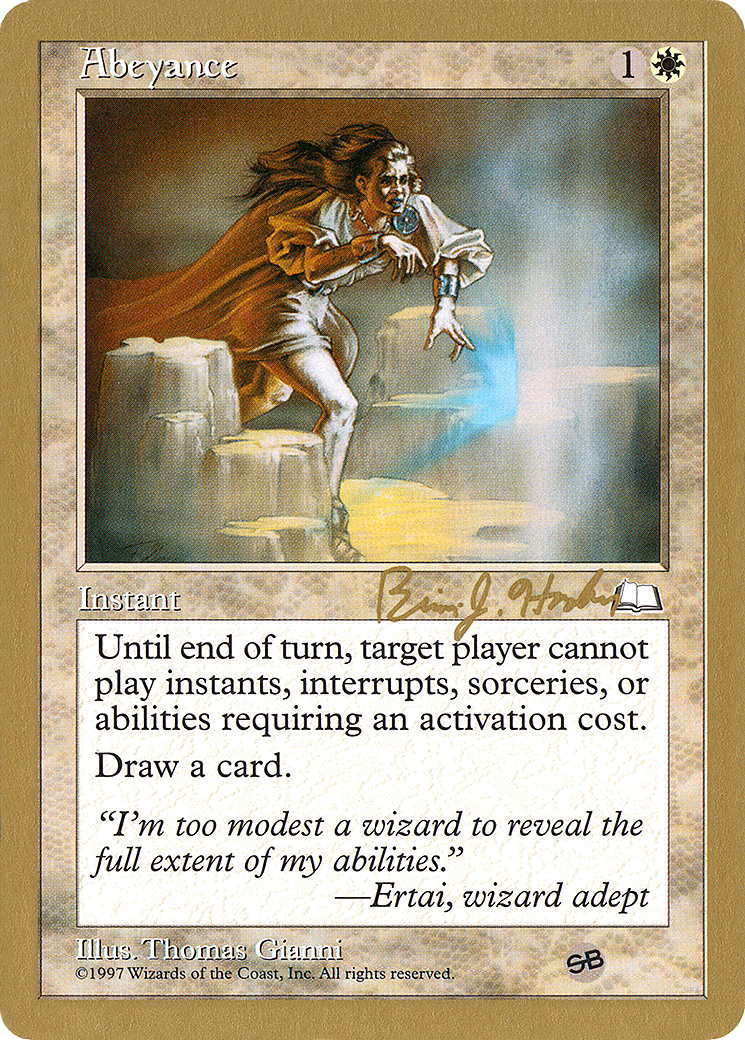 Abeyance 1
Instant
Until end of turn, target player cannot
play instants, interrupts, sorceries, or
abilities requiring an activation cost.
Draw a card.
“I’m too modest a wizard to reveal the
full extent of my abilities.”
—Ertai, wizard adept
Illus. Thomas Gianni
©1997 Wizards of the Coast, Inc. All rights reserved.
SB